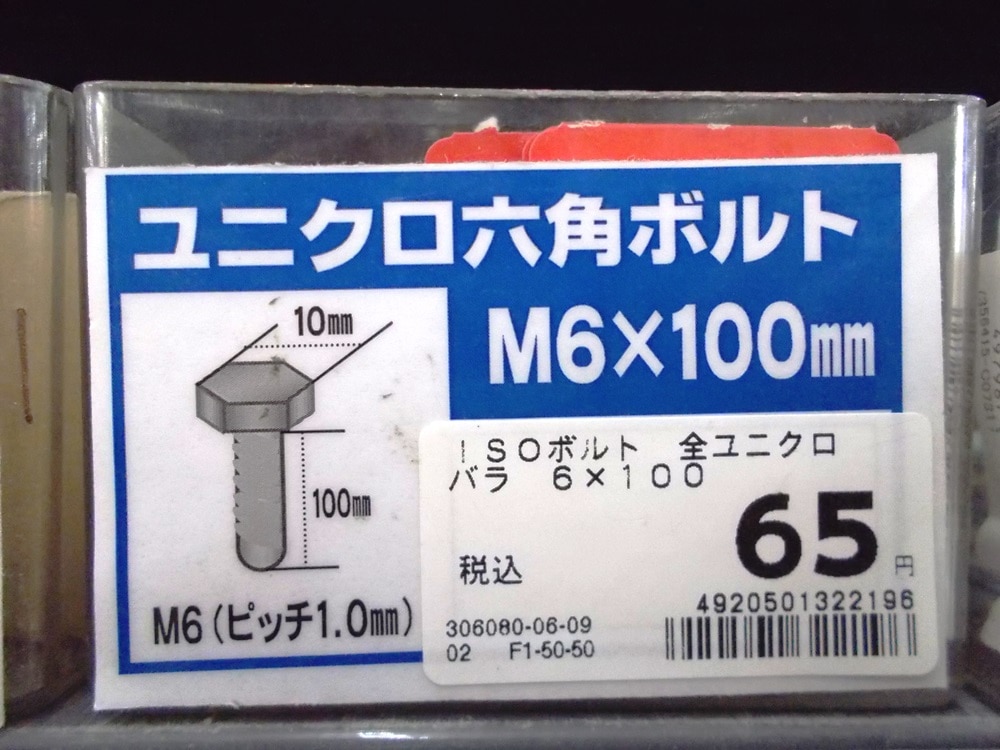 ユニクロ六角ボルト
M6×100mm
10mm
100mm
M6(ピッチ1.0mm)
ISOボルト 全ユニクロ
バラ 6×100
65円
税込
4920501322196
306080-06-09
02 F1-50-50